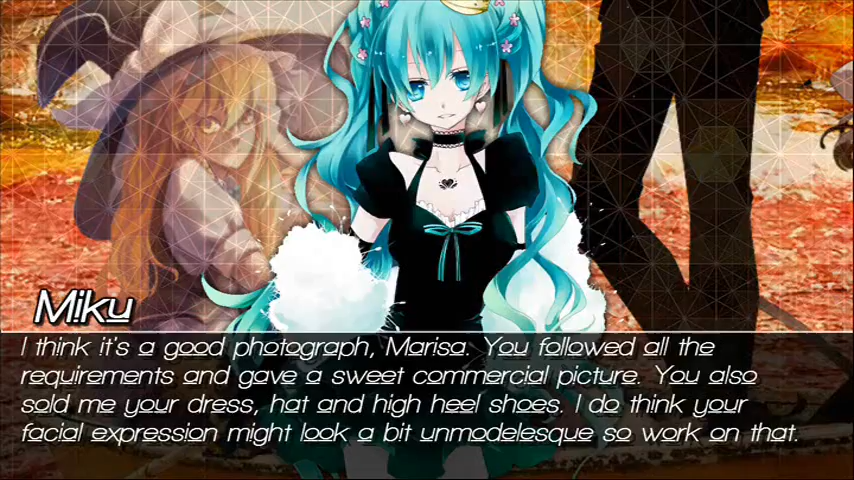 Miku
I think it's a good photograph, Marisa. You followed all the
requirements and gave a sweet commercial picture. You also
sold me your dress, hat and high heel shoes. I do think your
facial expression might look a bit unmodelesque so work on that.